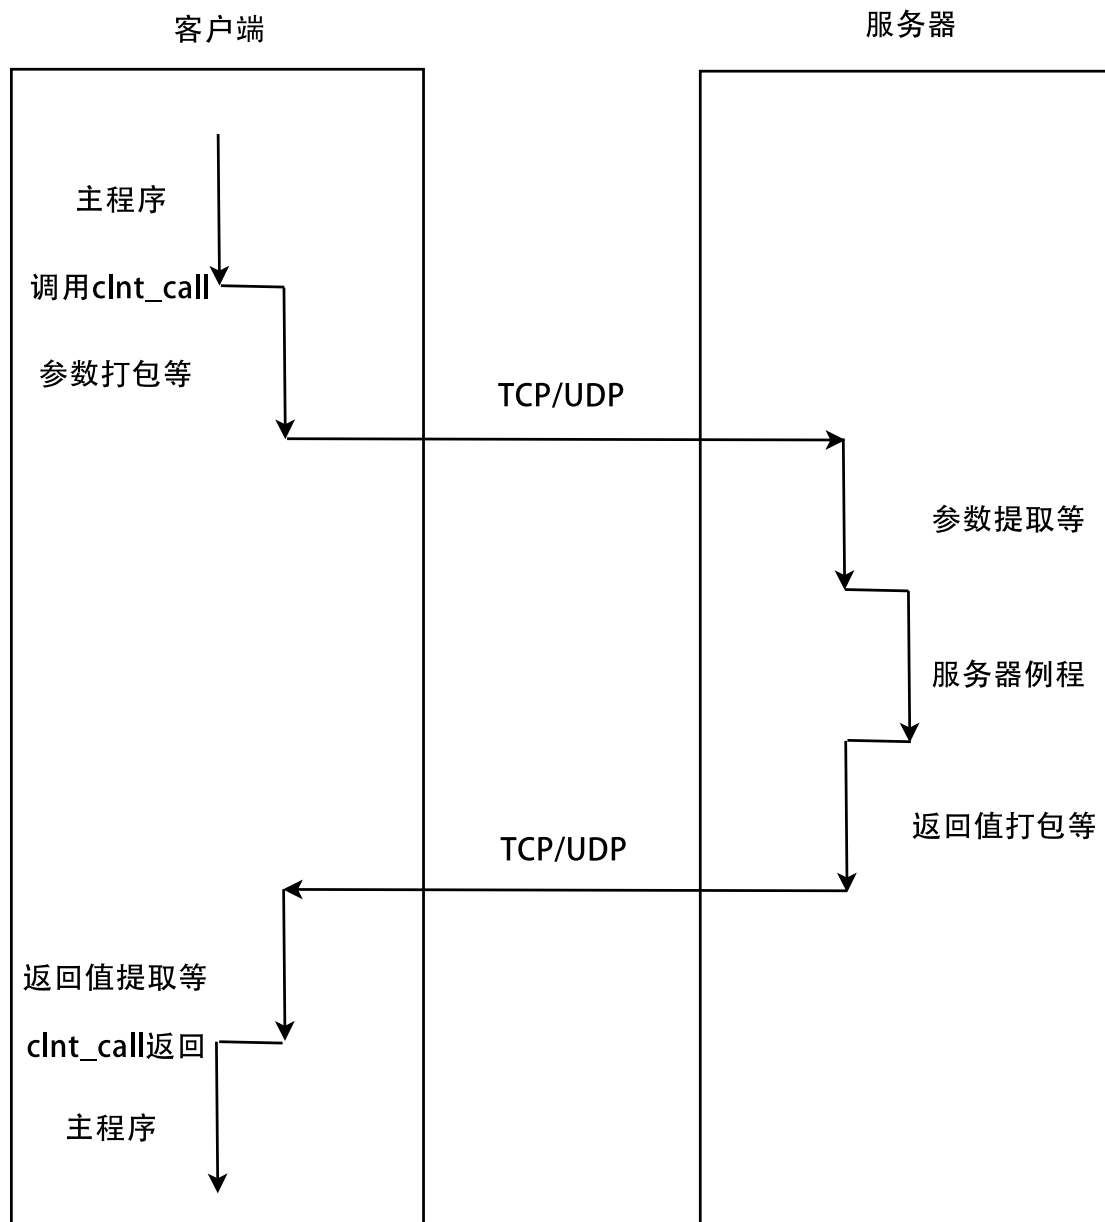 客户端
服务器
主程序
调用clnt_call
参数打包等
TCP/UDP
参数提取等
服务器例程
返回值打包等
TCP/UDP
返回值提取等
clnt_call返回
主程序